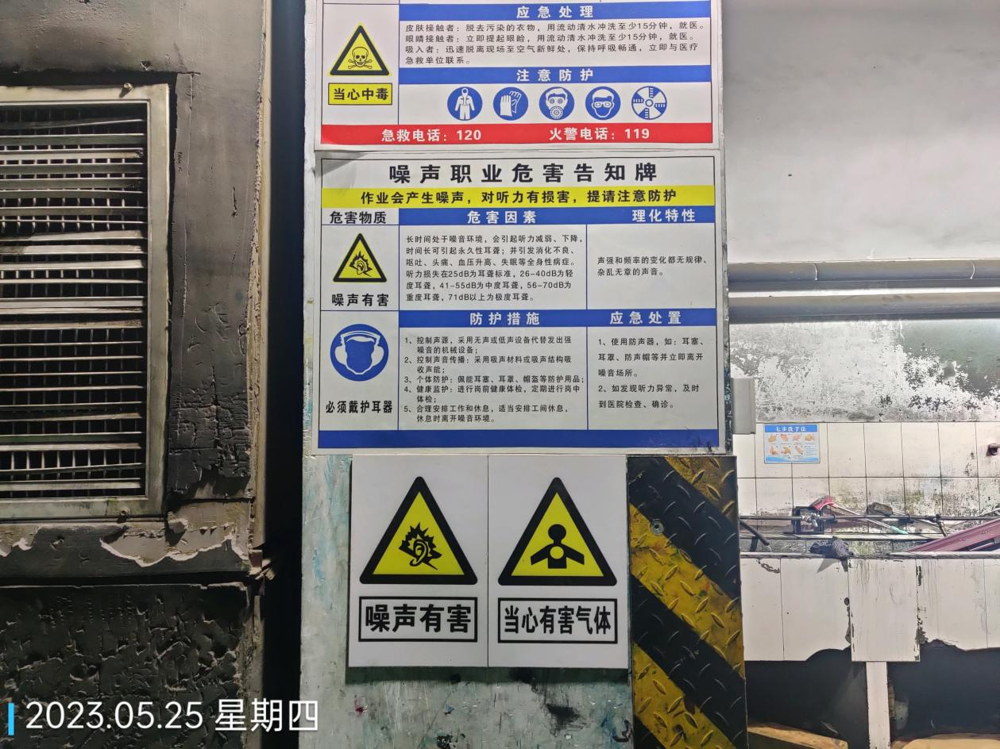 应急处理
皮肤接触者：脱去污染的衣物，用流动清水冲洗至少15分钟，就医。
眼睛接触者：立即提起眼睑，用流动清水冲洗至少15分钟，就医。
吸入者：迅速脱离现场至空气新鲜处，保持呼吸畅通，立即与医疗
急救单位联系。
当心中毒
注意防护
急救电话：120 火警电话：119
噪声职业危害告知牌
作业会产生噪声，对听力有损害，提请注意防护
危害物质 危害因素 理化特性
长时间处于噪音环境，会引起听力减弱、下降，
时间长可引起永久性耳聋；并引发消化不良、
呕吐、头痛、血压升高、失眠等全身性病症。
听力损失在25dB为耳聋标准，26-40dB为轻
度耳聋，41-55dB为中度耳聋，56-70dB为
重度耳聋，71dB以上为极度耳聋。
声强和频率的变化都无规律、
杂乱无章的声音。
噪声有害
防护措施 应急处置
1、控制声源，采用无声或低声设备代替发出强
噪音的机械设备；
2、控制声音传播：采用吸声材料或吸声结构吸
收声能；
3、个体防护：佩能耳塞、耳罩、帽盔等防护用品；
4、健康监护：进行岗前健康体检，定期进行岗中
体检；
5、合理安排工作和休息，适当安排工间休息，
休息时离开噪音环境。
1、使用防声器，如：耳塞、
耳罩、防声帽等并立即离开
噪音场所。
2、如发现听力异常，及时
到医院检查、确诊。
必须戴护耳器
七步洗手法
噪声有害
当心有害气体
2023.05.25 星期四